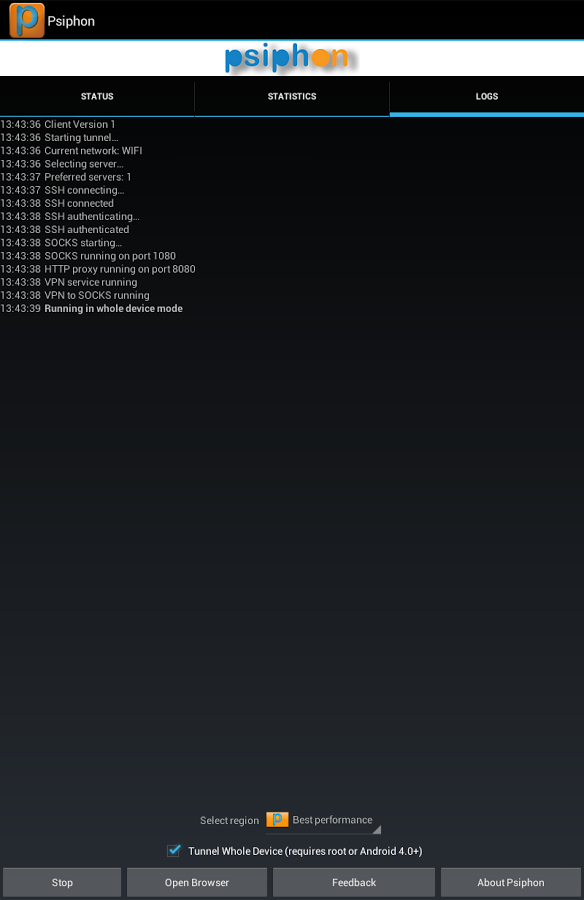 Psiphon
psiphon
STATUS
STATISTICS
LOGS
13:43:36 Client Version 1
13:43:36 Starting tunnel...
13:43:36 Current network: WIFI
13:43:36 Selecting server...
13:43:37 Preferred servers: 1
13:43:37 SSH connecting...
13:43:38 SSH connected
13:43:38 SSH authenticating...
13:43:38 SSH authenticated
13:43:38 SOCKS starting...
13:43:38 SOCKS running on port 1080
13:43:38 HTTP proxy running on port 8080
13:43:38 VPN service running
13:43:38 VPN to SOCKS running
13:43:39 Running in whole device mode
Select region
Best performance
Tunnel Whole Device (requires root or Android 4.0+)
Stop
Open Browser
Feedback
About Psiphon